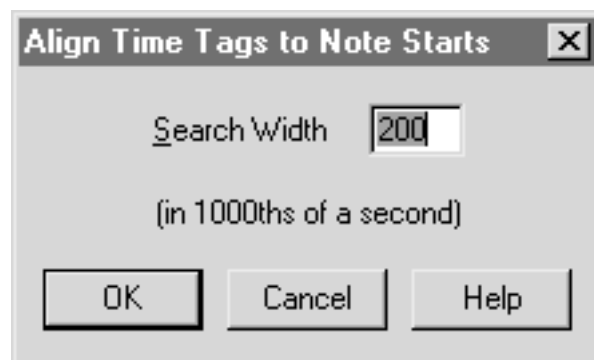 Align Time Tags to Note Starts
Search Width 200
(in 1000ths of a second)
OK Cancel Help